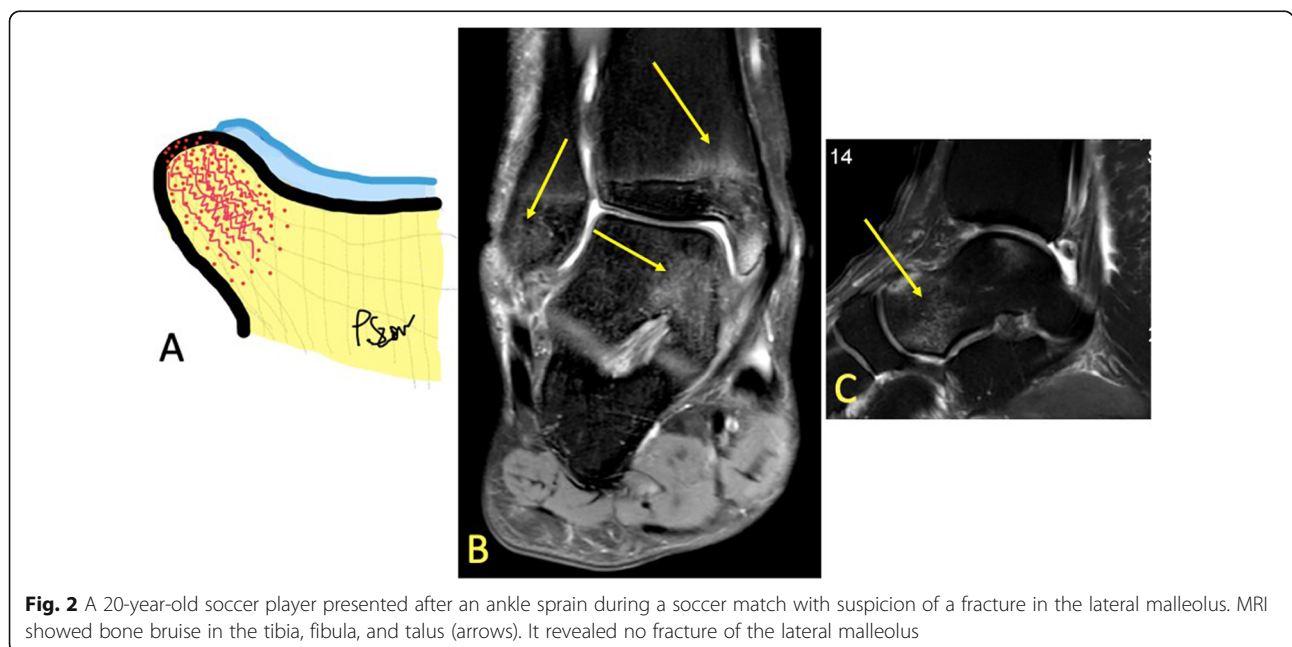 A
B
14
C
Fig. 2 A 20-year-old soccer player presented after an ankle sprain during a soccer match with suspicion of a fracture in the lateral malleolus. MRI
showed bone bruise in the tibia, fibula, and talus (arrows). It revealed no fracture of the lateral malleolus